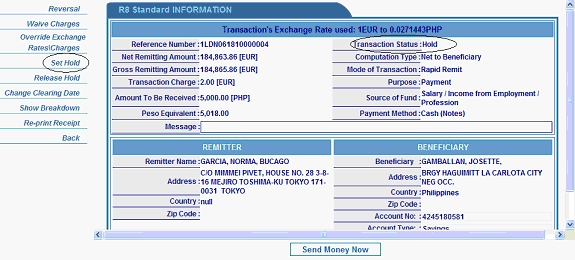 Reversal
Waive Charges
Override Exchange
Rates\Charges
Set Hold
Release Hold
Change Clearing Date
Show Breakdown
Re-print Receipt
Back
R8 Standard INFORMATION
Transaction's Exchange Rate used: 1EUR to 0.0271443PHP
Reference Number :1LDN061810000004 Transaction Status :Hold
Net Remitting Amount :184,863.86 [EUR] Computation Type :Net to Beneficiary
Gross Remitting Amount :184,865.86 [EUR] Mode of Transaction :Rapid Remit
Transaction Charge :2.00 [EUR] Purpose :Payment
Amount To Be Received :5,000.00 [PHP] Source of Fund :Salary / Income from Employment / Profession
Peso Equivalent :5,018.00 Payment Method :Cash (Notes)
Message :
REMITTER BENEFICIARY
Remitter Name :GARCIA, NORMA, BUCAGO Beneficiary :GAMBALLAN, JOSETTE,
Address :C/O MIMMEI PIVET, HOUSE NO. 28 3-8-16 MEJIRO TOSHIMA-KU TOKYO 171-0031 TOKYO Address :BRGY HAGUIMITT LA CARLOTA CITY NEG OCC.
Country :null Country :Philippines
Zip Code : Zip Code :
Account No: :4245180581
Account Type: :Savings
Send Money Now